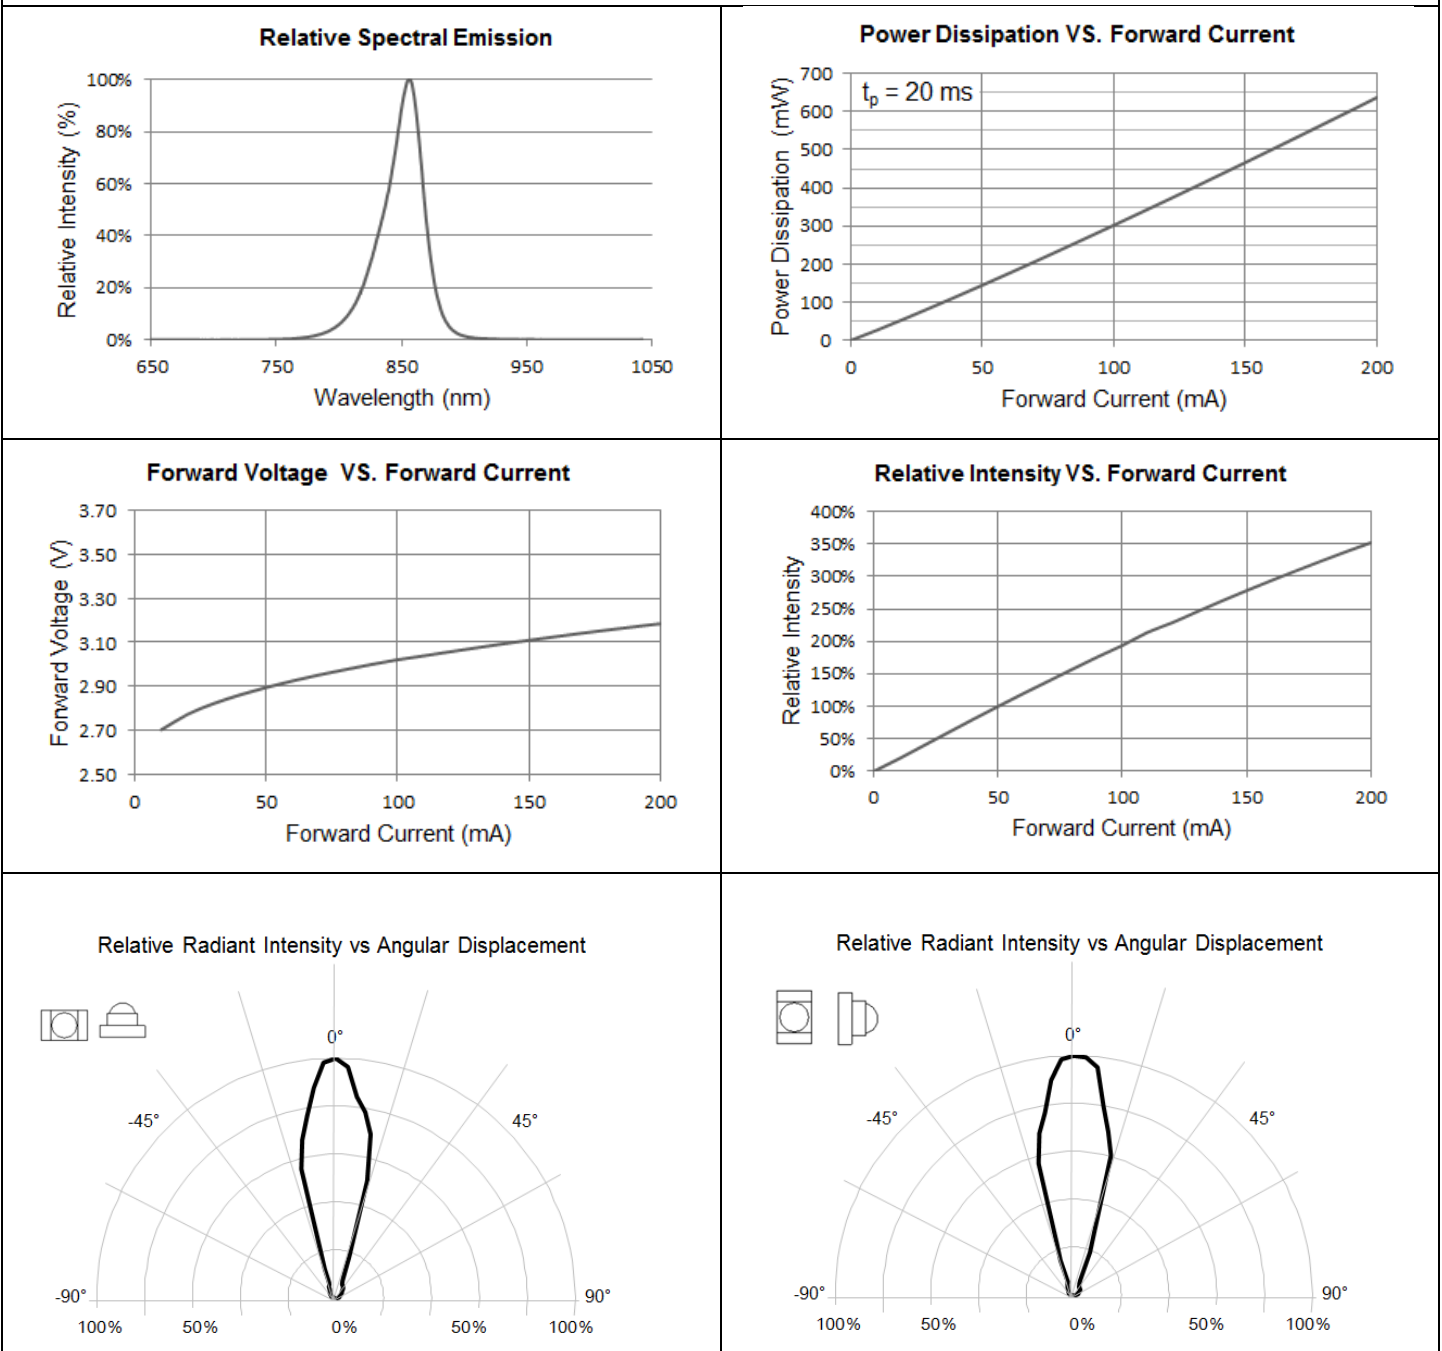 Relative Spectral Emission
Relative Intensity (%)
100%
80%
60%
40%
20%
0%
650 750 850 950 1050
Wavelength (nm)
Power Dissipation VS. Forward Current
Power Dissipation (mW)
tp = 20 ms
700
600
500
400
300
200
100
0
0 50 100 150 200
Forward Current (mA)
Forward Voltage VS. Forward Current
Forward Voltage (V)
3.70
3.50
3.30
3.10
2.90
2.70
2.50
0 50 100 150 200
Forward Current (mA)
Relative Intensity VS. Forward Current
Relative Intensity
400%
350%
300%
250%
200%
150%
100%
50%
0%
0 50 100 150 200
Forward Current (mA)
Relative Radiant Intensity vs Angular Displacement
0°
-45° 45°
-90° 90°
100% 50% 0% 50% 100%
Relative Radiant Intensity vs Angular Displacement
0°
-45° 45°
-90° 90°
100% 50% 0% 50% 100%